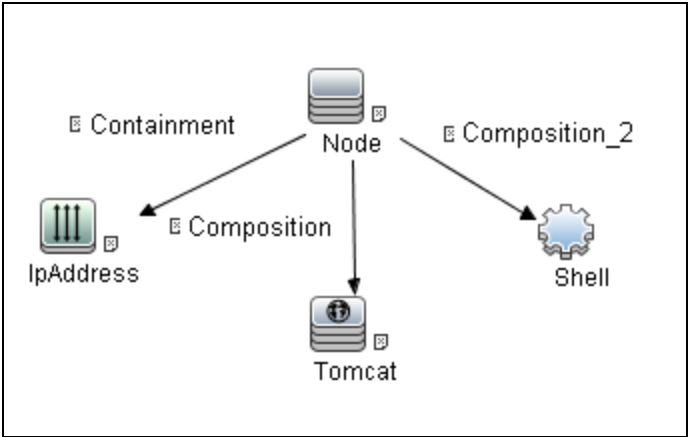 Containment
Node
Composition_2
Composition
IpAddress
Shell
Tomcat